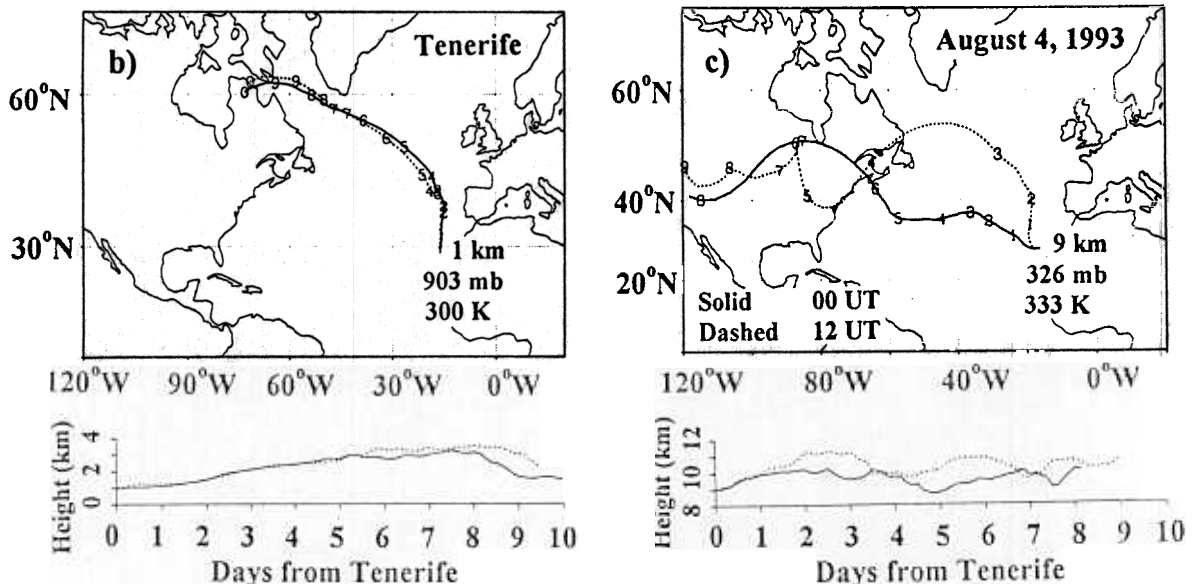 b)
Tenerife
60°N
30°N
1 km
903 mb
300 K
120°W 90°W 60°W 30°W 0°W
Height (km)
4
2
0
0 1 2 3 4 5 6 7 8 9 10
Days from Tenerife
c)
August 4, 1993
60°N
40°N
20°N
9 km
326 mb
333 K
Solid 00 UT
Dashed 12 UT
120°W 80°W 40°W 0°W
Height (km)
12
10
8
0 1 2 3 4 5 6 7 8 9 10
Days from Tenerife